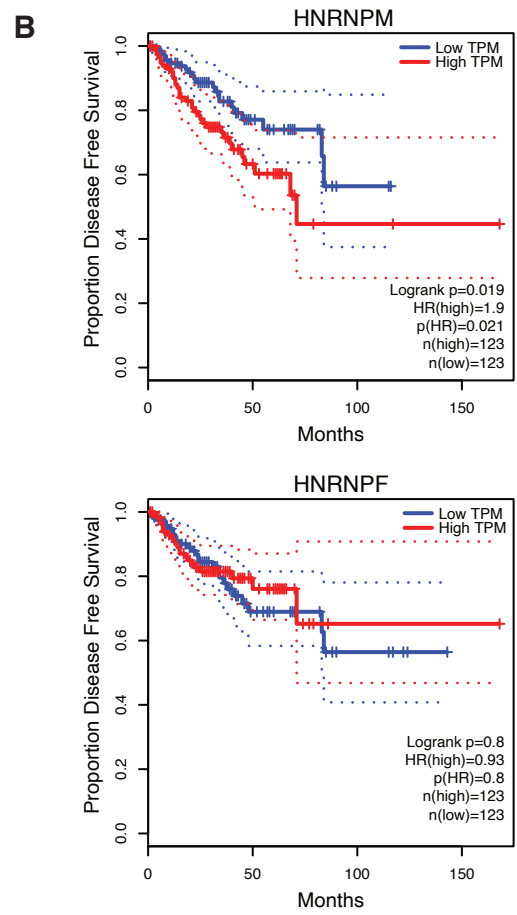 B
HNRNPM
Low TPM
High TPM
Proportion Disease Free Survival
1.0
0.8
0.6
0.4
0.2
0.0
Logrank p=0.019
HR(high)=1.9
p(HR)=0.021
n(high)=123
n(low)=123
0 50 100 150
Months
HNRNPF
Low TPM
High TPM
Proportion Disease Free Survival
1.0
0.8
0.6
0.4
0.2
0.0
Logrank p=0.8
HR(high)=0.93
p(HR)=0.8
n(high)=123
n(low)=123
0 50 100 150
Months